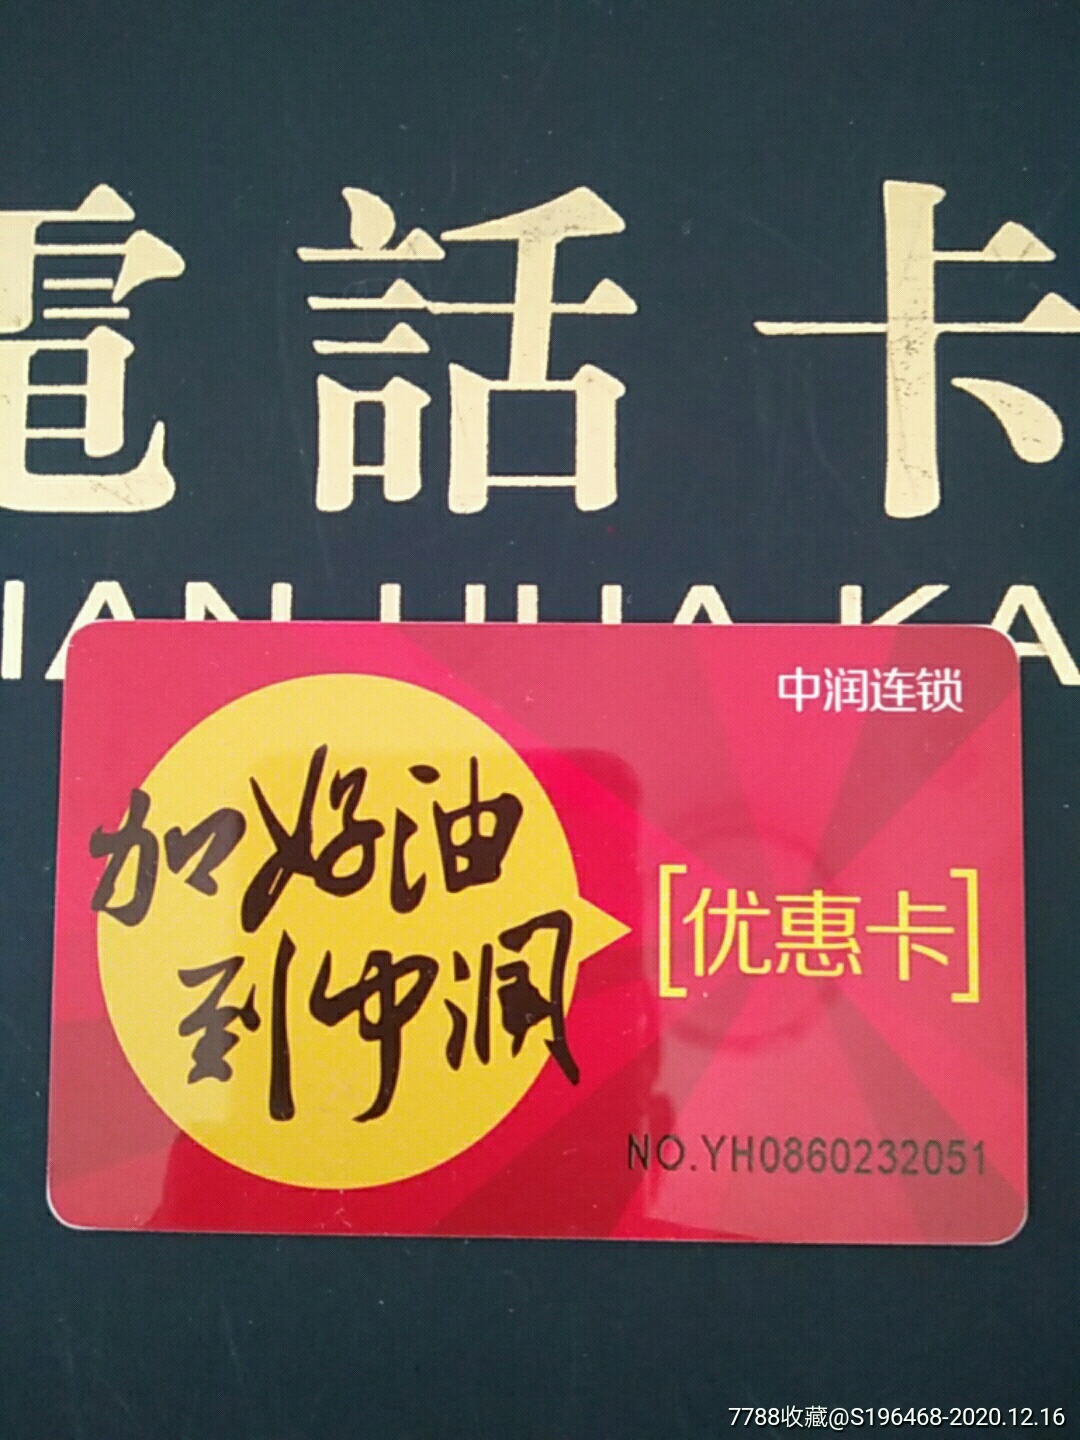 電話卡
IAN HUA KA
中润连锁
加好油
到中润
[优惠卡]
NO.YH0860232051
7788收藏@S196468-2020.12.16